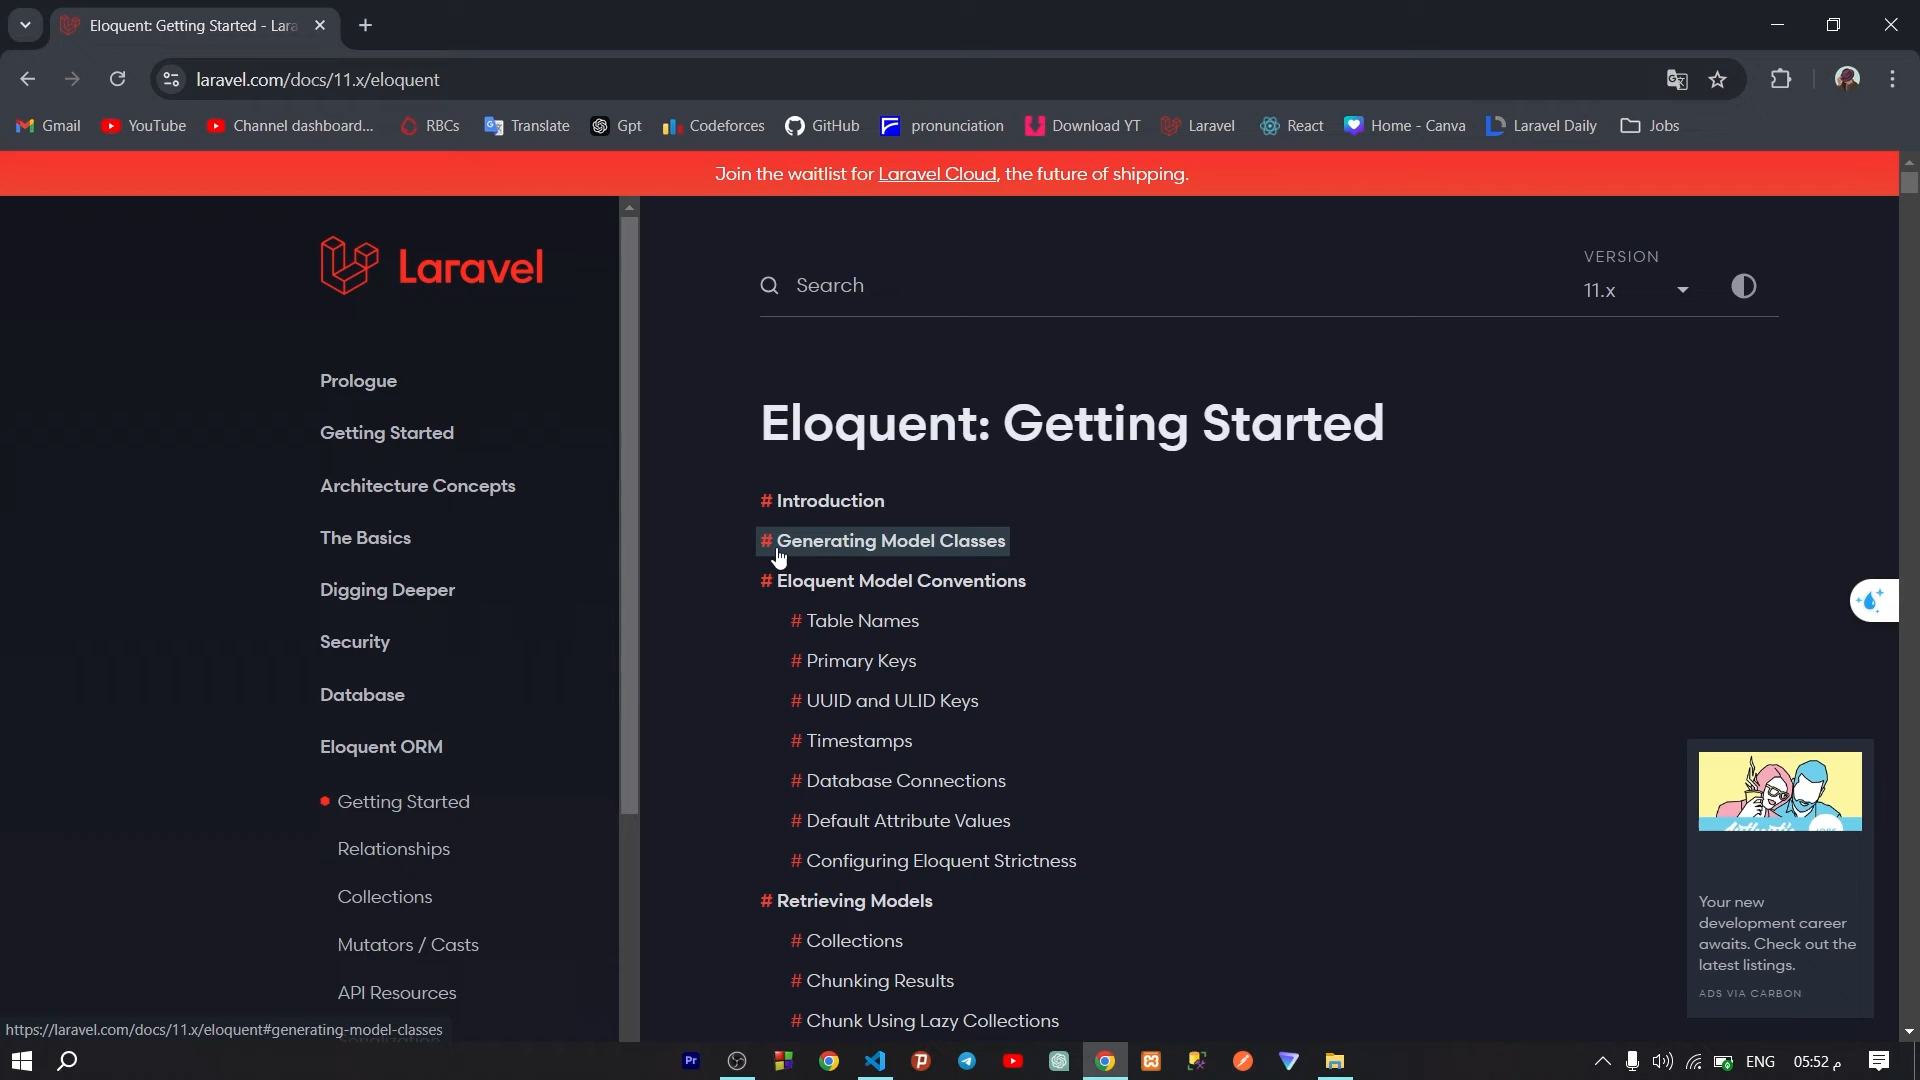 Eloquent: Getting Started - Lara
laravel.com/docs/11.x/eloquent
Gmail
YouTube
Channel dashboard...
RBCs
Translate
Gpt
Codeforces
GitHub
pronunciation
Download YT
Laravel
React
Home - Canva
Laravel Daily
Jobs
Join the waitlist for Laravel Cloud, the future of shipping.
Laravel
Prologue
Getting Started
Architecture Concepts
The Basics
Digging Deeper
Security
Database
Eloquent ORM
Getting Started
Relationships
Collections
Mutators / Casts
API Resources
Search
VERSION
11.x
Eloquent: Getting Started
# Introduction
# Generating Model Classes
# Eloquent Model Conventions
# Table Names
# Primary Keys
# UUID and ULID Keys
# Timestamps
# Database Connections
# Default Attribute Values
# Configuring Eloquent Strictness
# Retrieving Models
# Collections
# Chunking Results
# Chunk Using Lazy Collections
Your new
development career
awaits. Check out the
latest listings.
ADS VIA CARBON
https://laravel.com/docs/11.x/eloquent#generating-model-classes
Pr
ENG
05:52 م